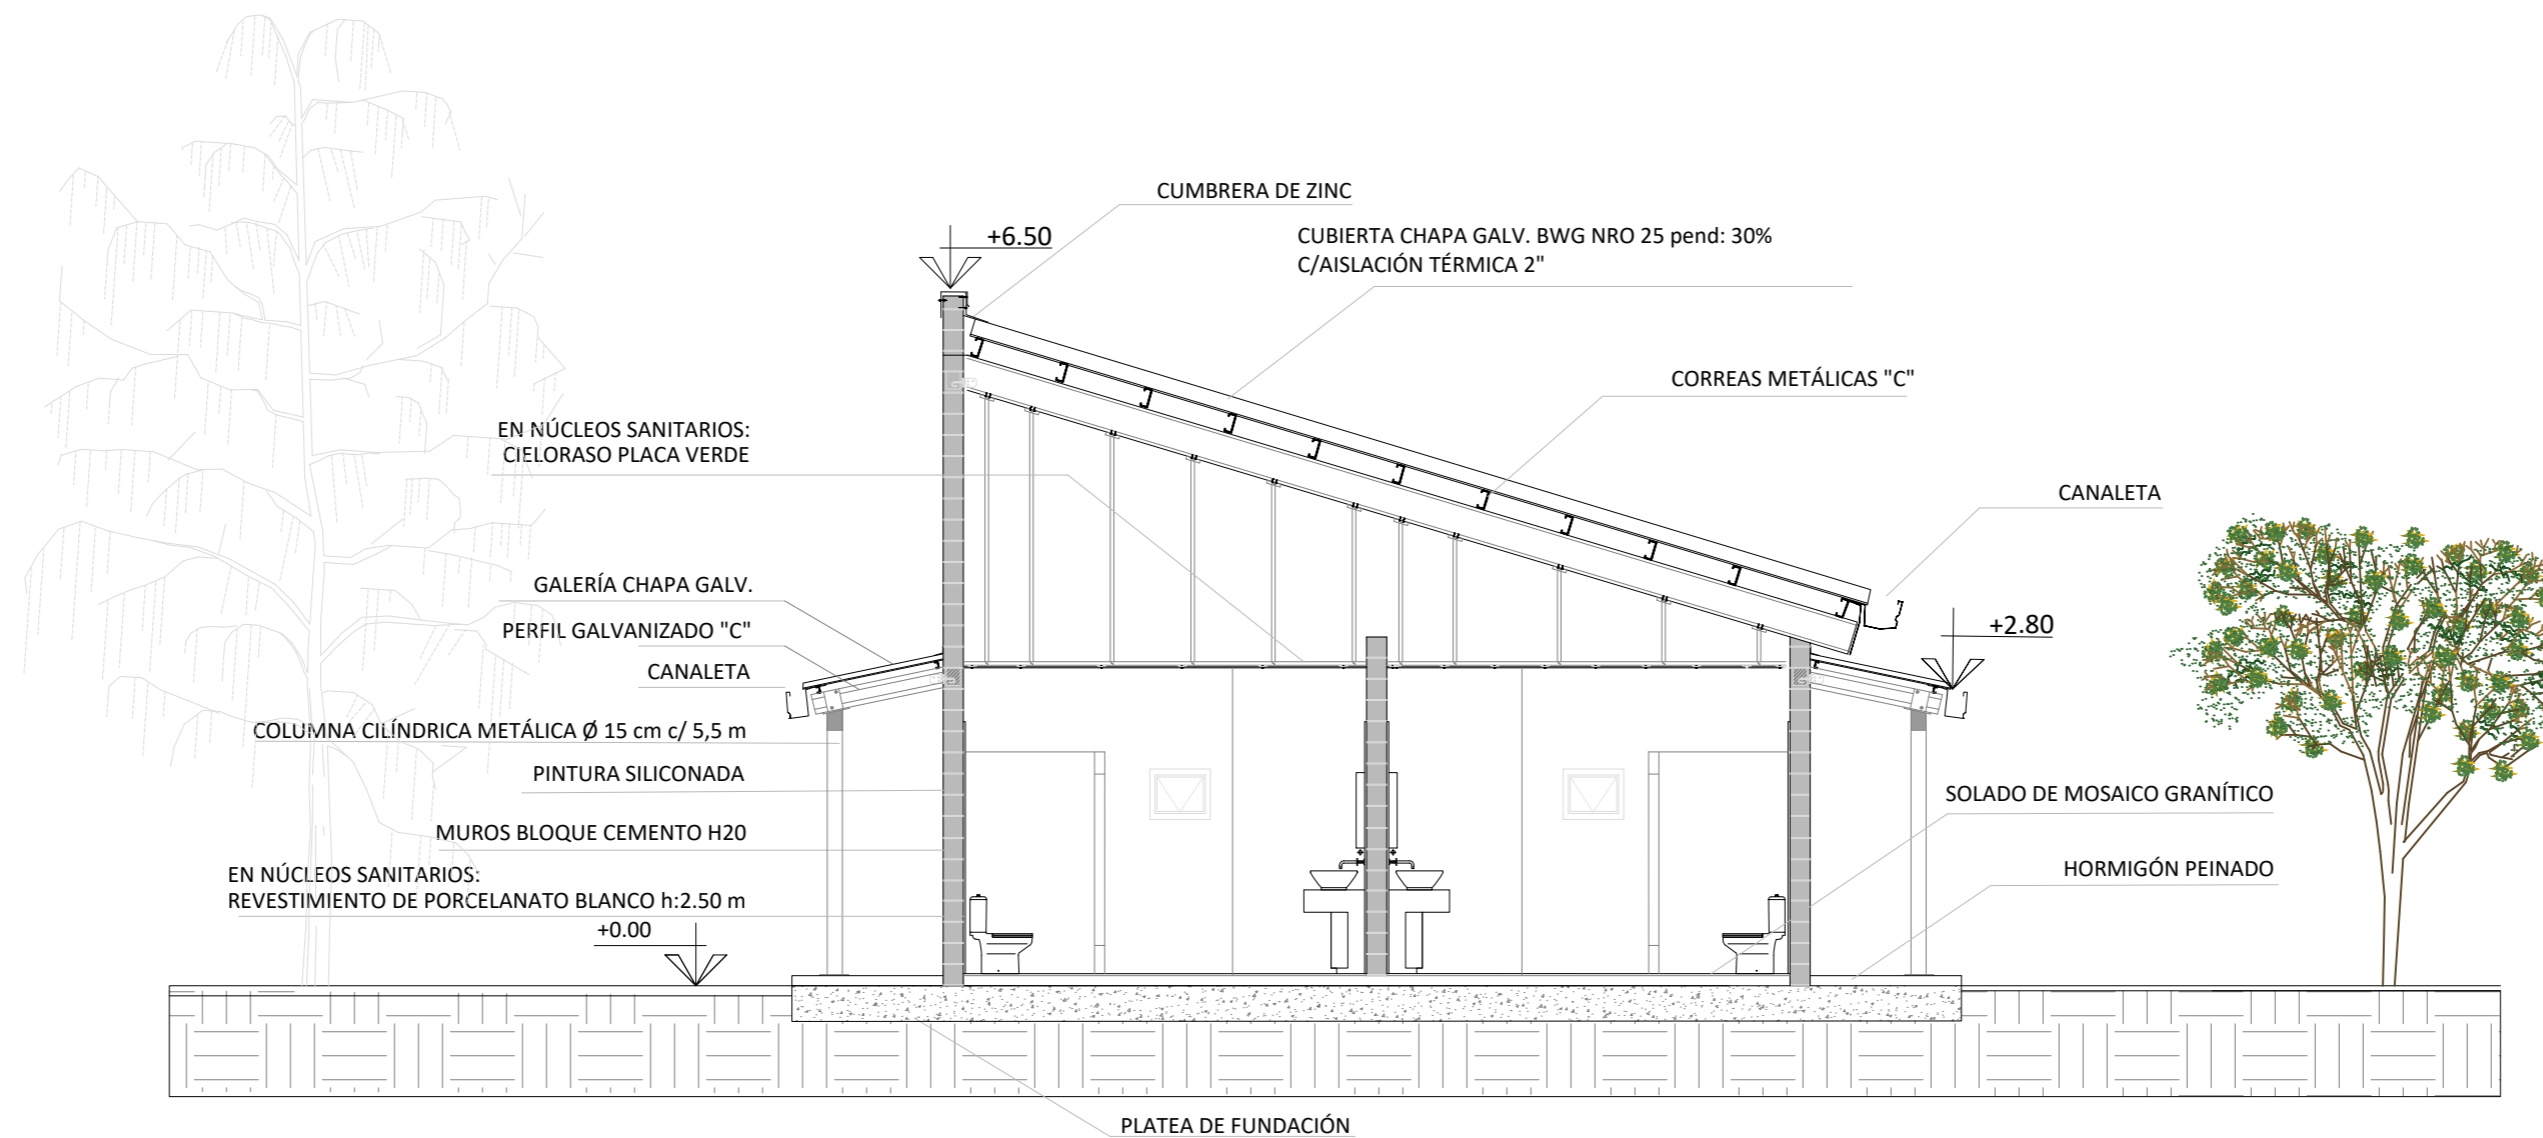 CUMBRERA DE ZINC
+6.50
CUBIERTA CHAPA GALV. BWG NRO 25 pend: 30%
C/AISLACIÓN TÉRMICA 2"
CORREAS METÁLICAS "C"
EN NÚCLEOS SANITARIOS:
CIELORASO PLACA VERDE
CANALETA
GALERÍA CHAPA GALV.
+2.80
PERFIL GALVANIZADO "C"
CANALETA
COLUMNA CILÍNDRICA METÁLICA Ø 15 cm c/ 5,5 m
PINTURA SILICONADA
SOLADO DE MOSAICO GRANÍTICO
MUROS BLOQUE CEMENTO H20
HORMIGÓN PEINADO
EN NÚCLEOS SANITARIOS:
REVESTIMIENTO DE PORCELANATO BLANCO h:2.50 m
+0.00
PLATEA DE FUNDACIÓN